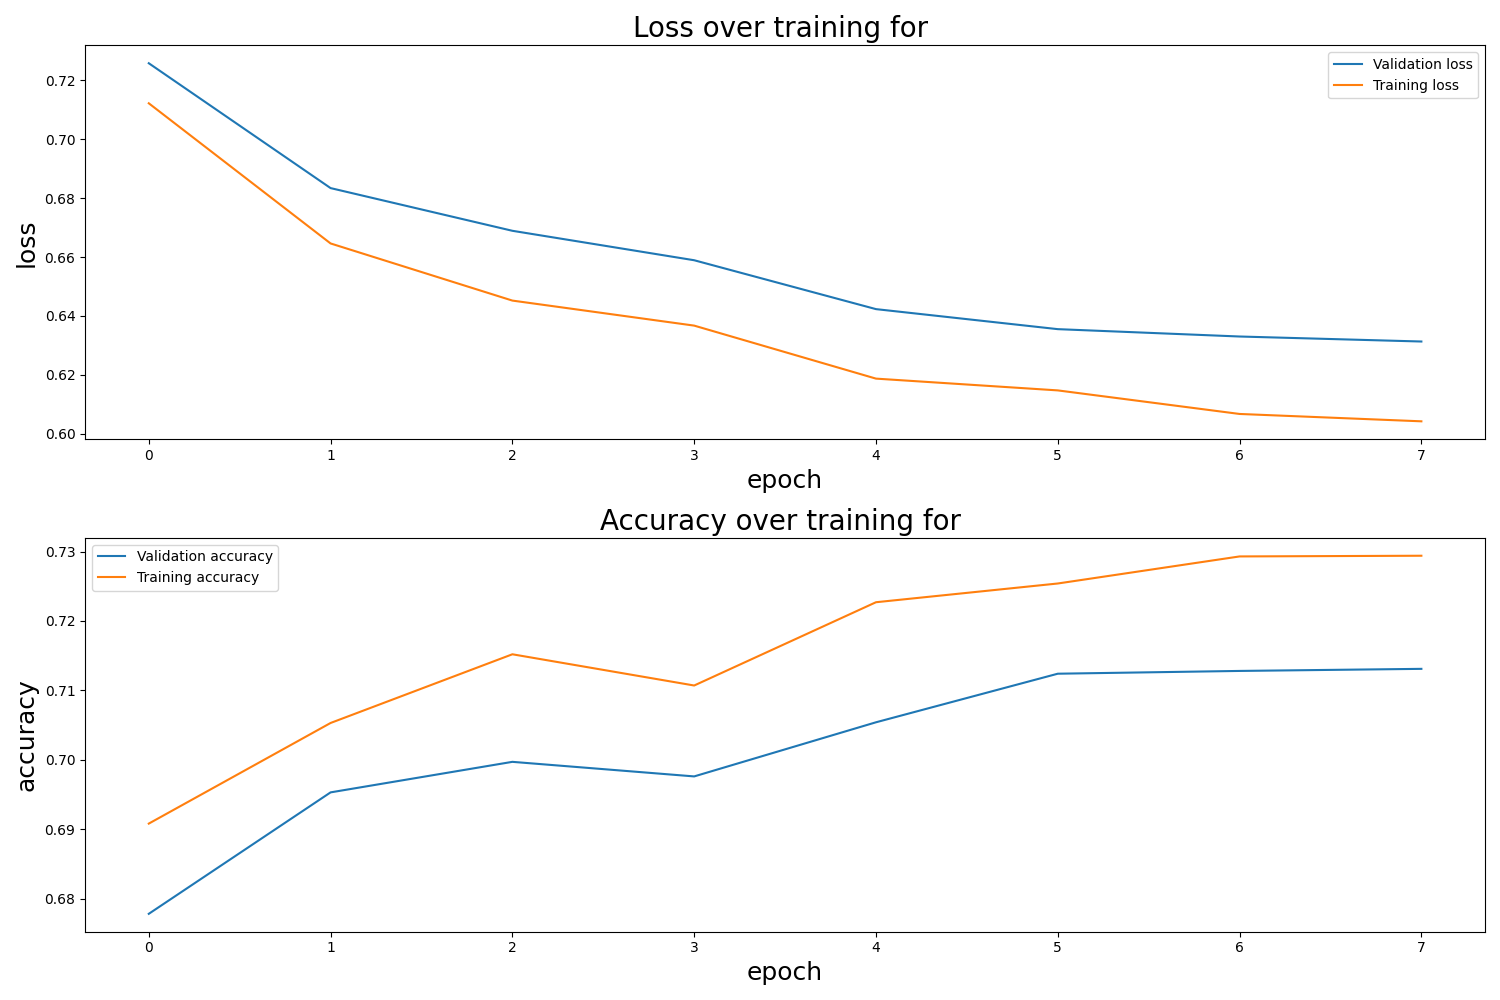 Loss over training for
Validation loss
Training loss
0.72
0.70
0.68
0.66
0.64
0.62
0.60
loss
0 1 2 3 4 5 6 7
epoch
Accuracy over training for
Validation accuracy
Training accuracy
0.73
0.72
0.71
0.70
0.69
0.68
accuracy
0 1 2 3 4 5 6 7
epoch